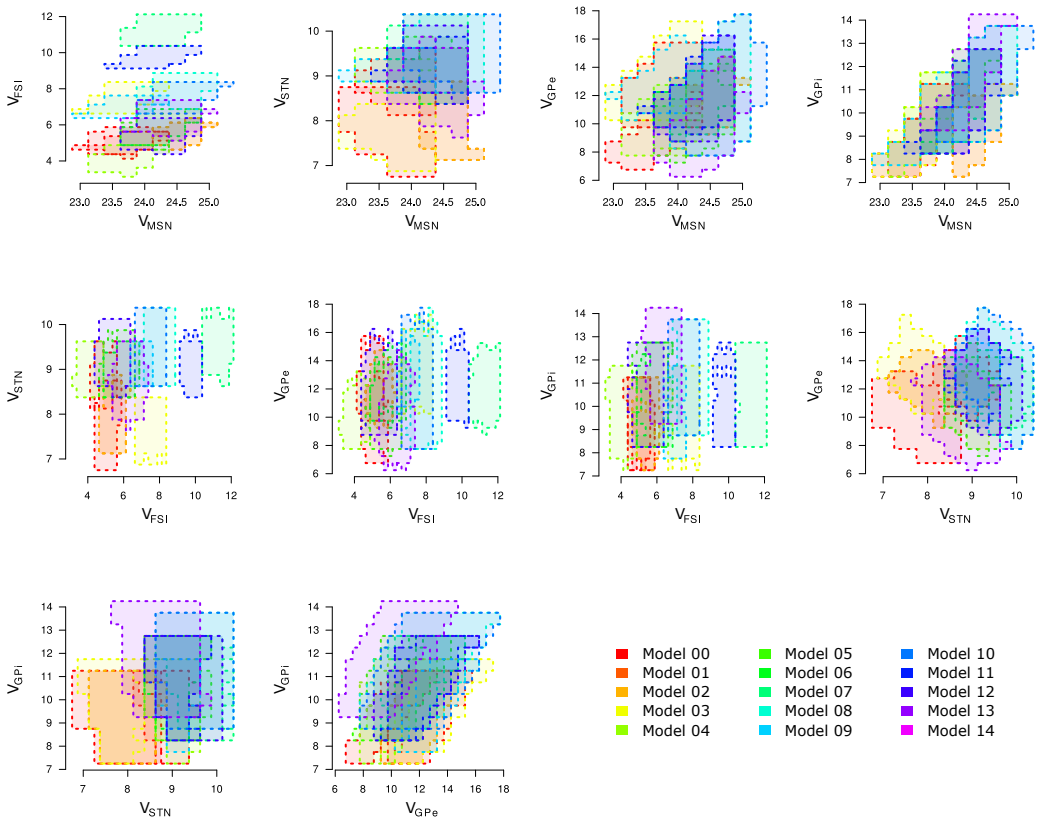 12
10
8
6
4
V_FSI
23.0 23.5 24.0 24.5 25.0
V_MSN
10
9
8
7
V_STN
23.0 23.5 24.0 24.5 25.0
V_MSN
18
16
14
12
10
8
6
V_GPe
23.0 23.5 24.0 24.5 25.0
V_MSN
14
13
12
11
10
9
8
7
V_GPi
23.0 23.5 24.0 24.5 25.0
V_MSN
10
9
8
7
V_STN
4 6 8 10 12
V_FSI
18
16
14
12
10
8
6
V_GPe
4 6 8 10 12
V_FSI
14
13
12
11
10
9
8
7
V_GPi
4 6 8 10 12
V_FSI
18
16
14
12
10
8
6
V_GPe
7 8 9 10
V_STN
14
13
12
11
10
9
8
7
V_GPi
7 8 9 10
V_STN
14
13
12
11
10
9
8
7
V_GPi
6 8 10 12 14 16 18
V_GPe
Model 00
Model 01
Model 02
Model 03
Model 04
Model 05
Model 06
Model 07
Model 08
Model 09
Model 10
Model 11
Model 12
Model 13
Model 14